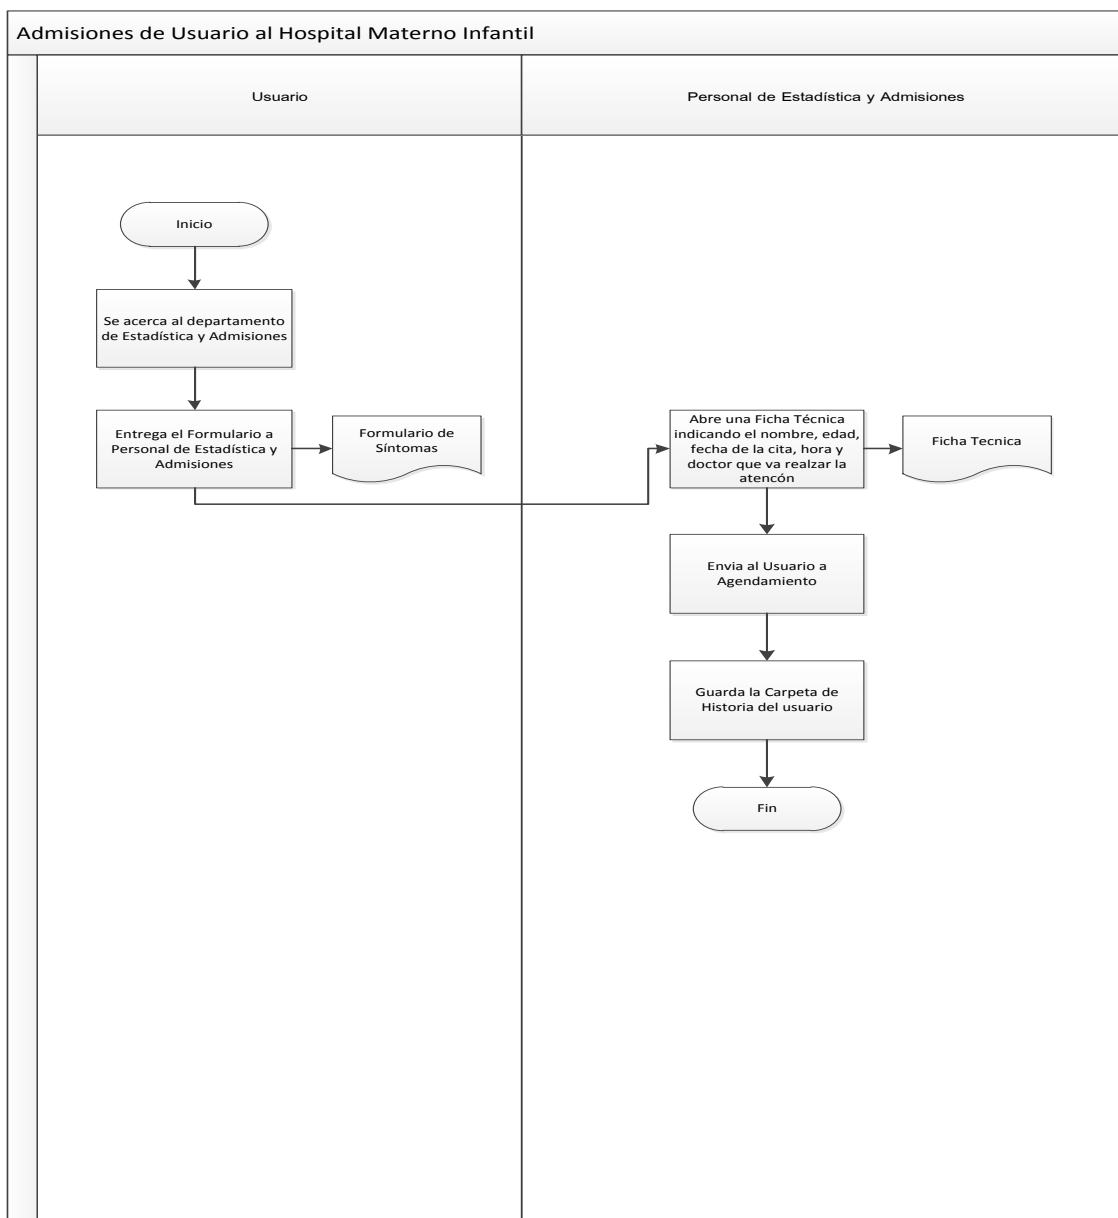 Admisiones de Usuario al Hospital Materno Infantil
Usuario
Personal de Estadística y Admisiones
Inicio
Se acerca al departamento
de Estadística y Admisiones
Entrega el Formulario a
Personal de Estadística y
Admisiones
Formulario de
Síntomas
Abre una Ficha Técnica
indicando el nombre, edad,
fecha de la cita, hora y
doctor que va realzar la
atencón
Ficha Tecnica
Envia al Usuario a
Agendamiento
Guarda la Carpeta de
Historia del usuario
Fin